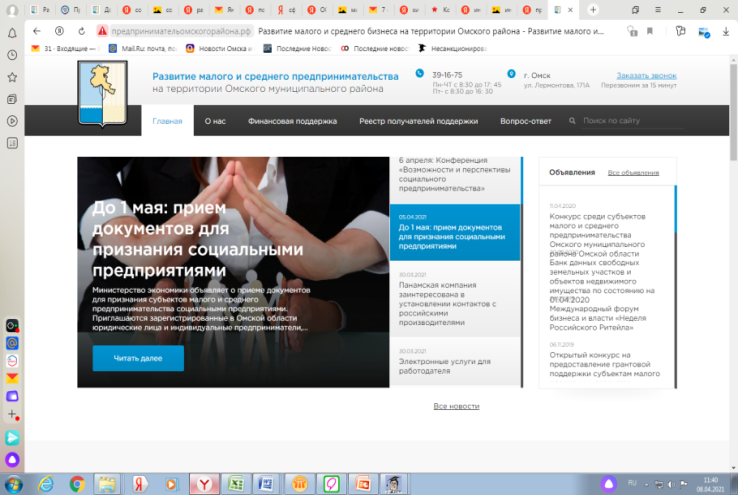 предпринимательомскогорайона.рф
Развитие малого и среднего бизнеса на территории Омского района - Развитие малого и...
31 - Входящие —
Mail.Ru: почта, по
Новости Омска и
Последние Новос
Последние новос
Несанкциониров
Развитие малого и среднего предпринимательства
на территории Омского муниципального района
39-16-75
Пн-ЧТ с 8:30 до 17: 45
Пт- с 8:30 до 16: 30
г. Омск
ул. Лермонтова, 171А
Заказать звонок
Перезвоним за 15 минут
Главная
О нас
Финансовая поддержка
Реестр получателей поддержки
Вопрос-ответ
Поиск по сайту
До 1 мая: прием
документов для
признания социальными
предприятиями
Министерство экономики объявляет о приеме документов
для признания субъектов малого и среднего
предпринимательства социальными предприятиями.
Приглашаются зарегистрированные в Омской области
юридические лица и индивидуальные предприниматели,...
Читать далее
6 апреля: Конференция
«Возможности и перспективы
социального
предпринимательства»
05.04.2021
До 1 мая: прием документов
для признания социальными
предприятиями
30.03.2021
Панамская компания
заинтересована в
установлении контактов с
российскими
производителями
30.03.2021
Электронные услуги для
работодателя
Все новости
Объявления
Все объявления
11.04.2020
Конкурс среди субъектов
малого и среднего
предпринимательства
Омского муниципального
района Омской области
Банк данных свободных
земельных участков и
объектов недвижимого
имущества по состоянию на
01.04.2020
Международный форум
бизнеса и власти «Неделя
Российского Ритейла»
06.11.2019
Открытый конкурс на
предоставление грантовой
поддержки субъектам малого
RU
11:40
08.04.2021